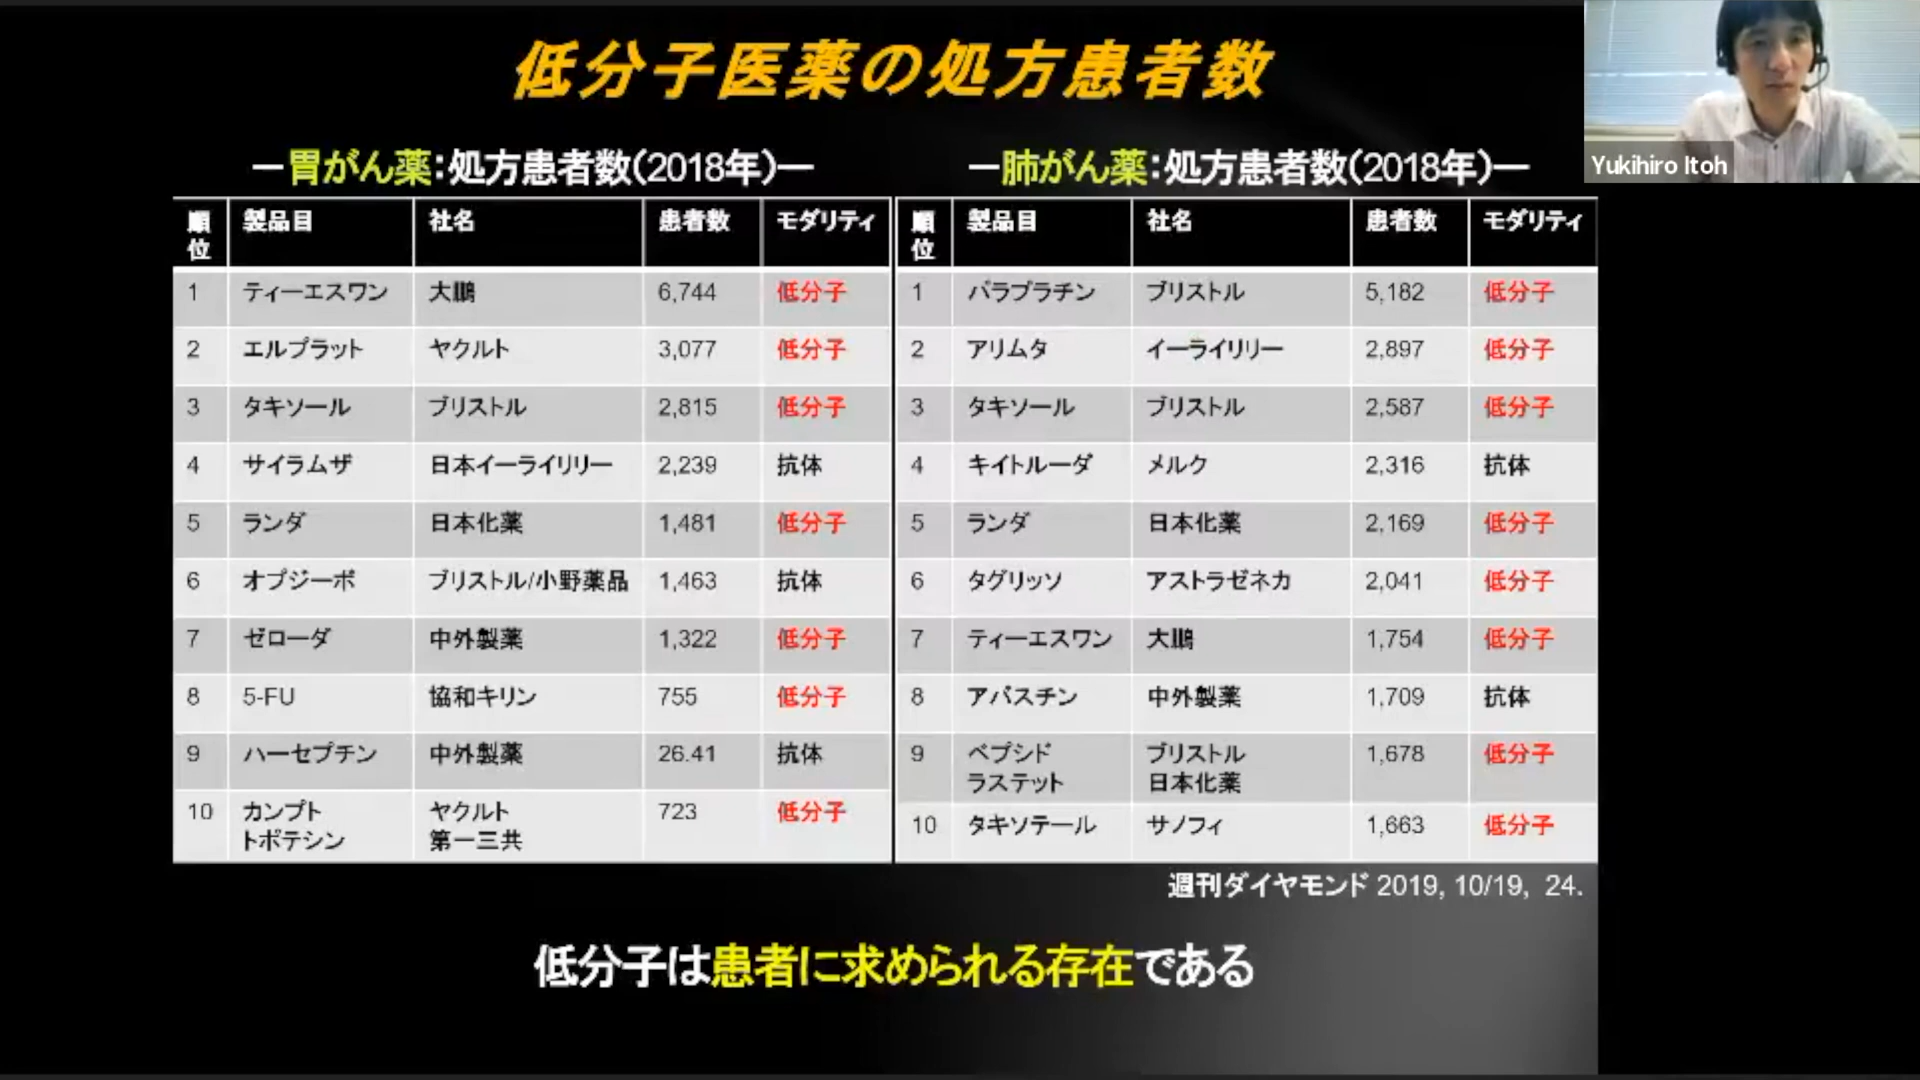 低分子医薬の処方患者数
Yukihiro Itoh
ー胃がん薬：処方患者数（2018年）ー
順位 製品目 社名 患者数 モダリティ
1 ティーエスワン 大鵬 6,744 低分子
2 エルプラット ヤクルト 3,077 低分子
3 タキソール ブリストル 2,815 低分子
4 サイラムザ 日本イーライリリー 2,239 抗体
5 ランダ 日本化薬 1,481 低分子
6 オプジーボ ブリストル/小野薬品 1,463 抗体
7 ゼローダ 中外製薬 1,322 低分子
8 5-FU 協和キリン 755 低分子
9 ハーセプチン 中外製薬 26.41 抗体
10 カンプト ヤクルト 723 低分子
トポテシン 第一三共
ー肺がん薬：処方患者数（2018年）ー
順位 製品目 社名 患者数 モダリティ
1 パラプラチン ブリストル 5,182 低分子
2 アリムタ イーライリリー 2,897 低分子
3 タキソール ブリストル 2,587 低分子
4 キイトルーダ メルク 2,316 抗体
5 ランダ 日本化薬 2,169 低分子
6 タグリッソ アストラゼネカ 2,041 低分子
7 ティーエスワン 大鵬 1,754 低分子
8 アバスチン 中外製薬 1,709 抗体
9 ベプシド ブリストル 1,678 低分子
ラステット 日本化薬
10 タキソテール サノフィ 1,663 低分子
週刊ダイヤモンド 2019, 10/19, 24.
低分子は患者に求められる存在である